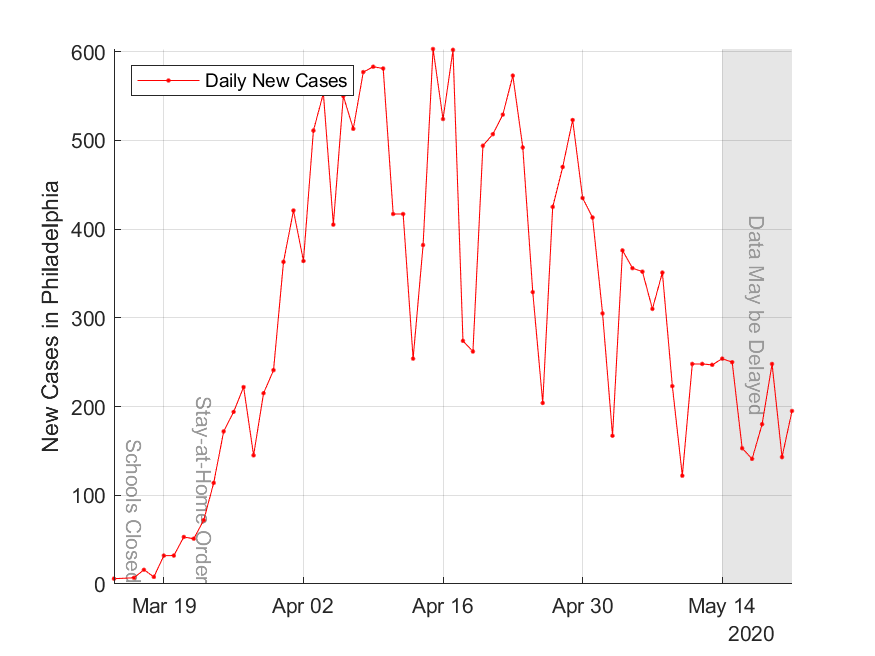 600
Daily New Cases
500
400
300
200
100
0
New Cases in Philadelphia
Schools Closed
Stay-at-Home Order
Data May be Delayed
Mar 19
Apr 02
Apr 16
Apr 30
May 14
2020